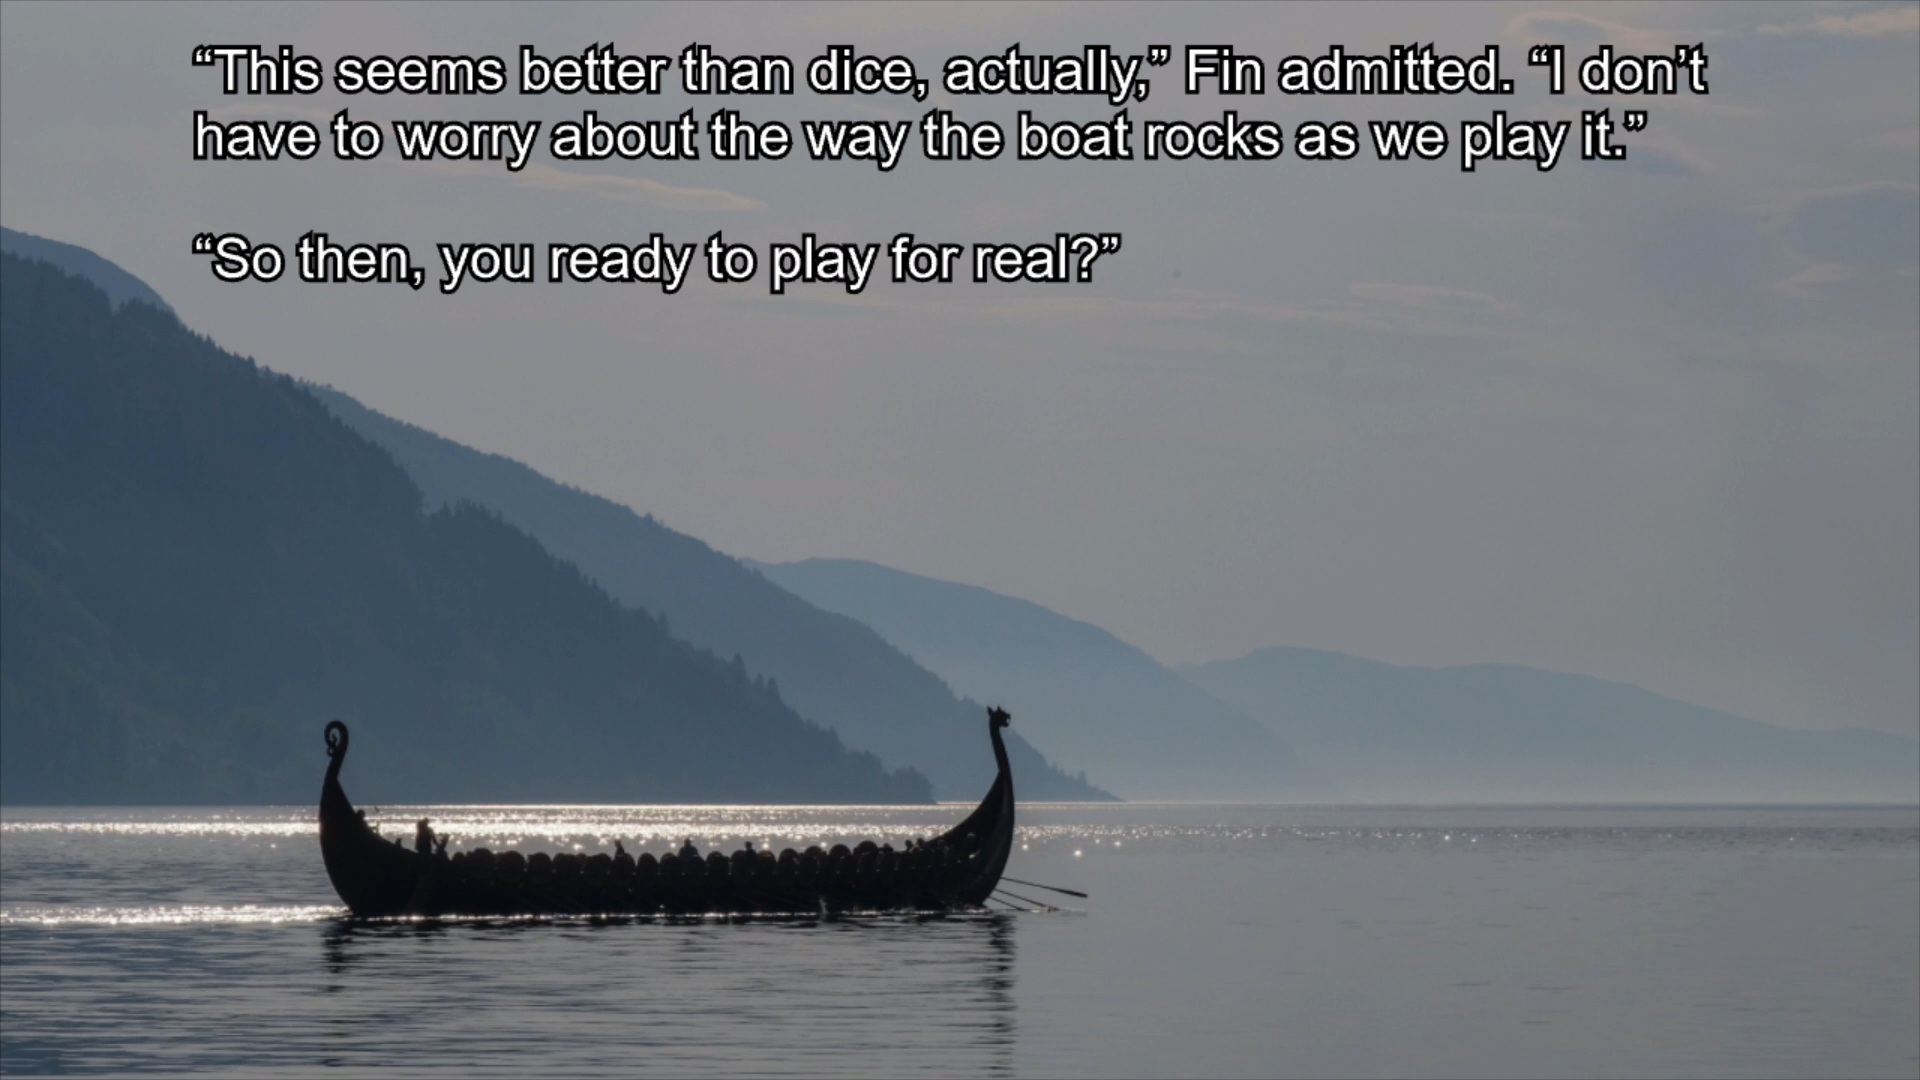 “This seems better than dice, actually,” Fin admitted. “I don’t
have to worry about the way the boat rocks as we play it.”
“So then, you ready to play for real?”